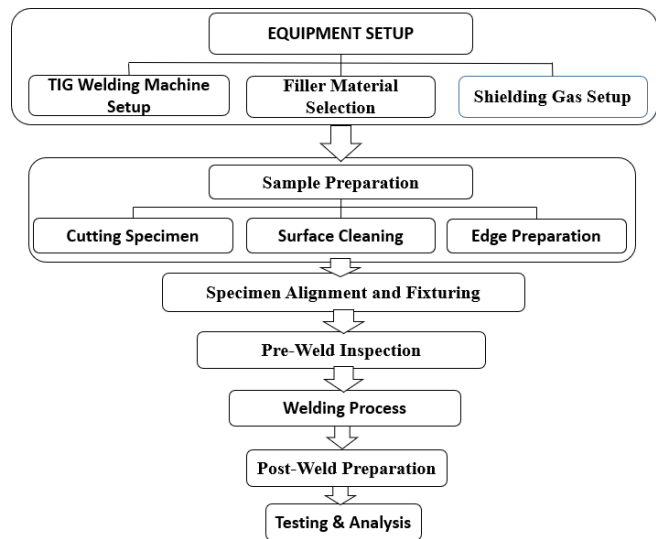 EQUIPMENT SETUP
TIG Welding Machine
Setup
Filler Material
Selection
Shielding Gas Setup
Sample Preparation
Cutting Specimen
Surface Cleaning
Edge Preparation
Specimen Alignment and Fixturing
Pre-Weld Inspection
Welding Process
Post-Weld Preparation
Testing & Analysis